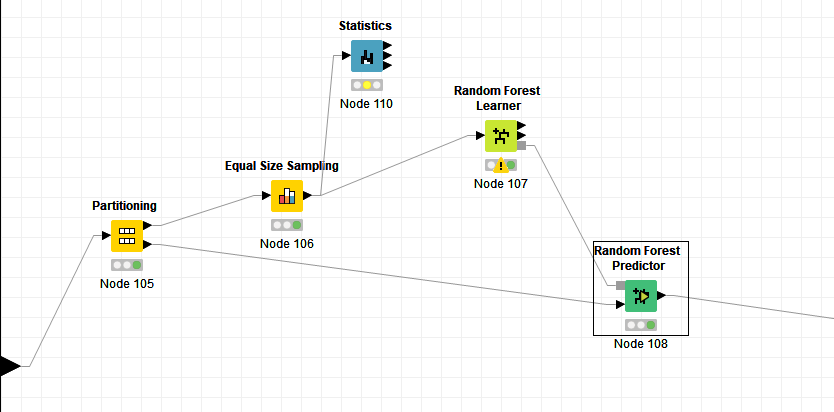 Statistics
Node 110
Random Forest
Learner
Node 107
Equal Size Sampling
Node 106
Partitioning
Node 105
Random Forest
Predictor
Node 108